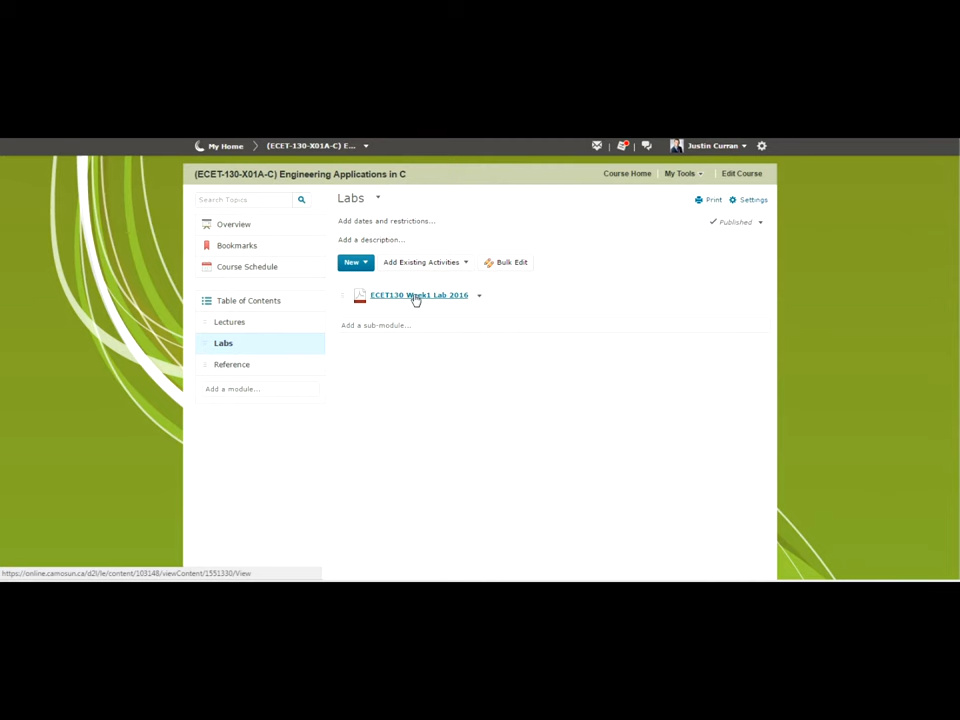 My Home
(ECET-130-X01A-C) E...
Justin Curran
(ECET-130-X01A-C) Engineering Applications in C
Course Home
My Tools
Edit Course
Search Topics
Labs
Print
Settings
Overview
Add dates and restrictions...
Published
Bookmarks
Add a description...
Course Schedule
New
Add Existing Activities
Bulk Edit
Table of Contents
ECET130 Week1 Lab 2016
Lectures
Add a sub-module...
Labs
Reference
Add a module...
https://online.camosun.ca/d2l/le/content/103148/viewContent/1551330/View